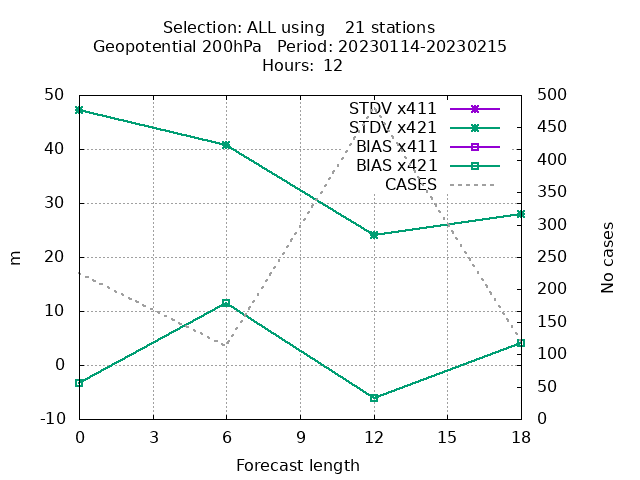 Selection: ALL using    21 stations
Geopotential 200hPa   Period: 20230114-20230215
Hours:  12
STDV x411
STDV x421
BIAS x411
BIAS x421
CASES
50
40
30
20
10
0
-10
m
500
450
400
350
300
250
200
150
100
50
0
No cases
0 3 6 9 12 15 18
Forecast length